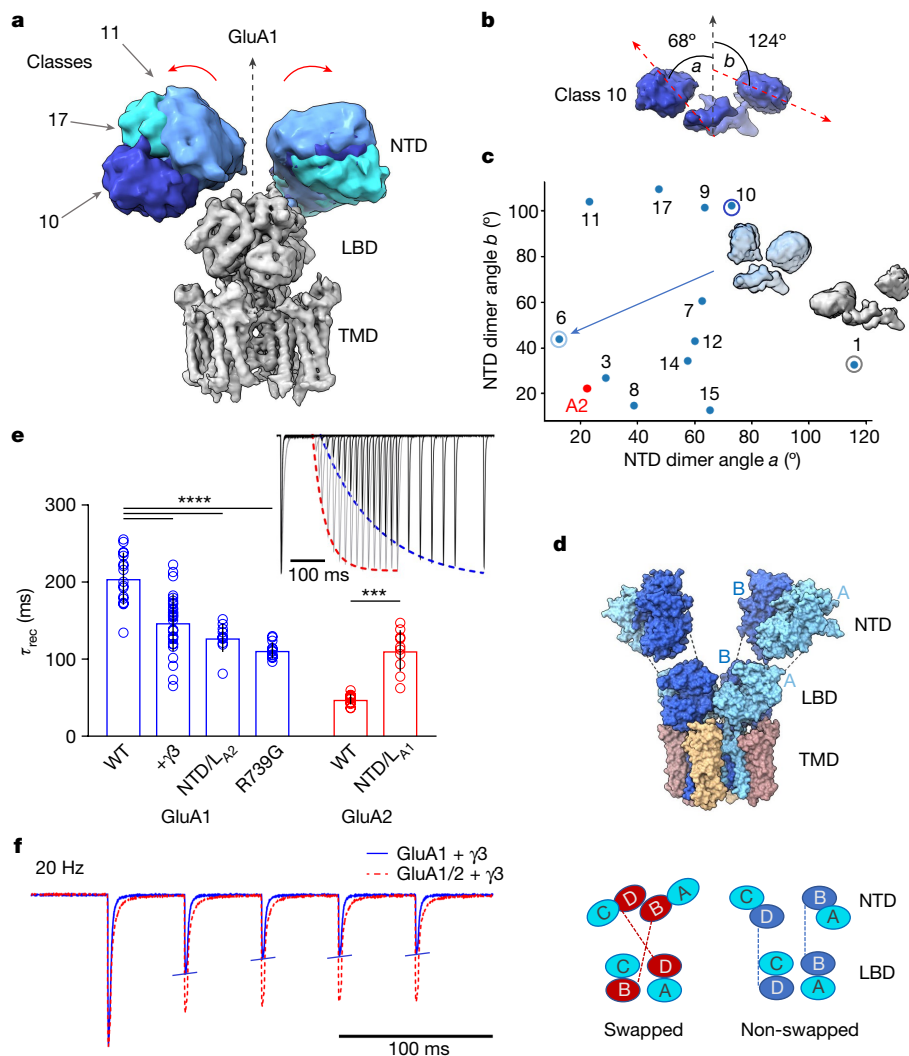 a
11
GluA1
Classes
17
10
NTD
LBD
TMD
b
68º
124º
a
b
Class 10
c
NTD dimer angle b (º)
100
80
60
40
20
11
17
9
10
6
7
12
14
3
8
15
1
A2
20
40
60
80
100
120
NTD dimer angle a (º)
e
τrec (ms)
300
200
100
0
****
***
100 ms
WT
+γ3
NTD/LA2
R739G
WT
NTD/LA1
GluA1
GluA2
d
B
A
NTD
B
A
LBD
TMD
f
20 Hz
GluA1 + γ3
GluA1/2 + γ3
100 ms
C
D
B
A
C
D
B
A
NTD
C
D
B
A
C
B
D
A
LBD
Swapped
Non-swapped